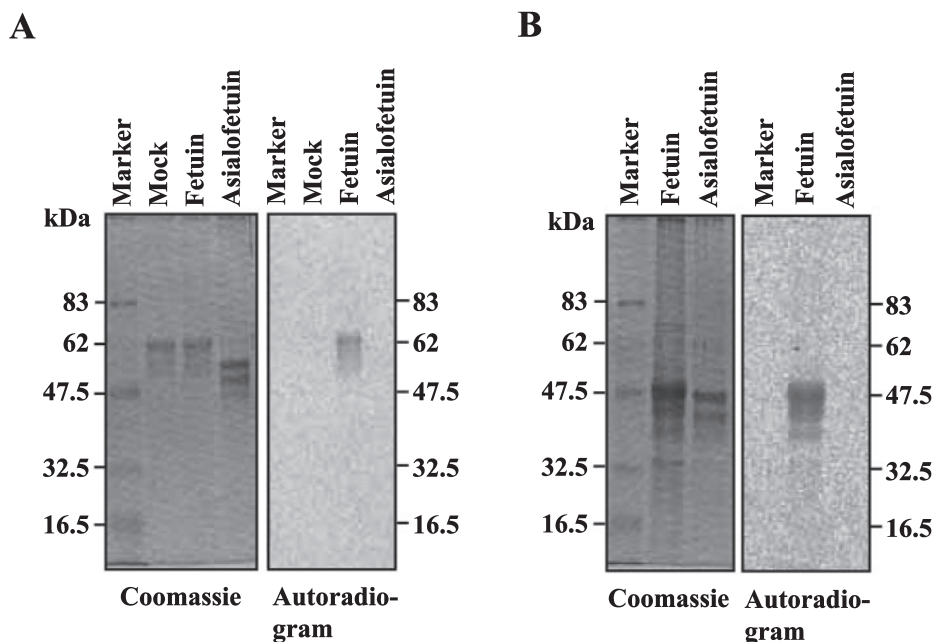 A
B
Marker
Mock
Fetuin
Asialofetuin
Marker
Mock
Fetuin
Asialofetuin
Marker
Fetuin
Asialofetuin
Marker
Fetuin
Asialofetuin
kDa
83
62
47.5
32.5
16.5
83
62
47.5
32.5
16.5
kDa
83
62
47.5
32.5
16.5
83
62
47.5
32.5
16.5
Coomassie
Autoradio-
gram
Coomassie
Autoradio-
gram